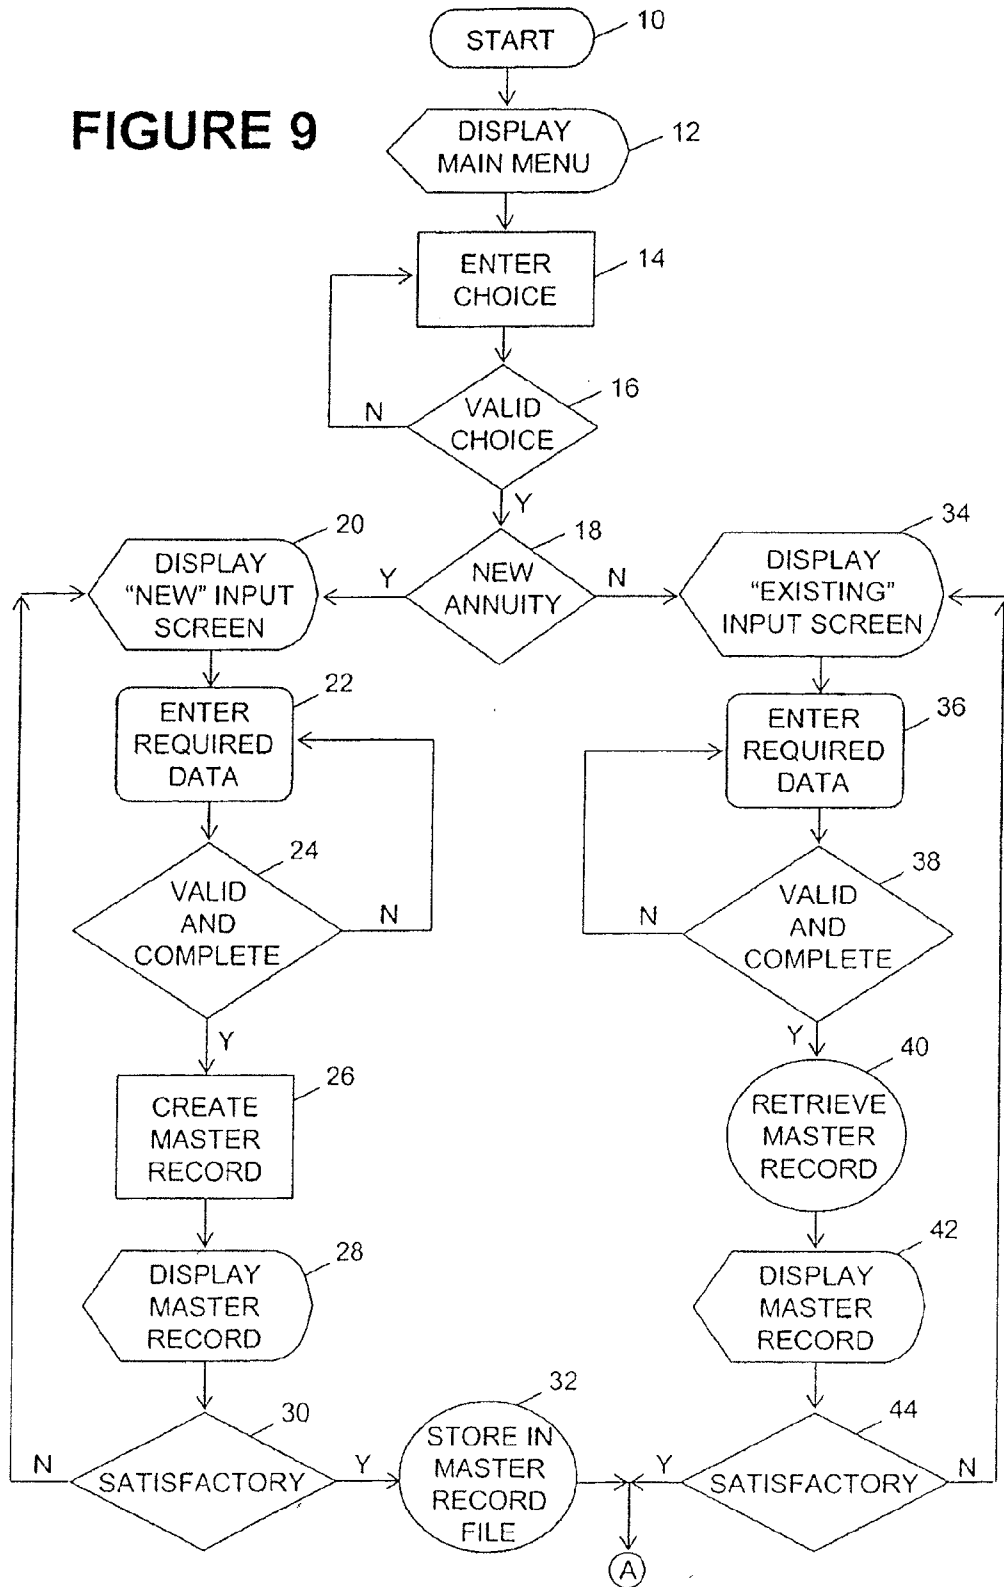 START
10
FIGURE 9
DISPLAY
MAIN MENU
12
ENTER
CHOICE
14
VALID
CHOICE
16
N
Y
NEW
ANNUITY
18
Y
N
DISPLAY
"NEW" INPUT
SCREEN
20
ENTER
REQUIRED
DATA
22
VALID
AND
COMPLETE
24
N
Y
CREATE
MASTER
RECORD
26
DISPLAY
MASTER
RECORD
28
SATISFACTORY
30
N
Y
STORE IN
MASTER
RECORD
FILE
32
DISPLAY
"EXISTING"
INPUT SCREEN
34
ENTER
REQUIRED
DATA
36
VALID
AND
COMPLETE
38
N
Y
RETRIEVE
MASTER
RECORD
40
DISPLAY
MASTER
RECORD
42
SATISFACTORY
44
Y
N
A